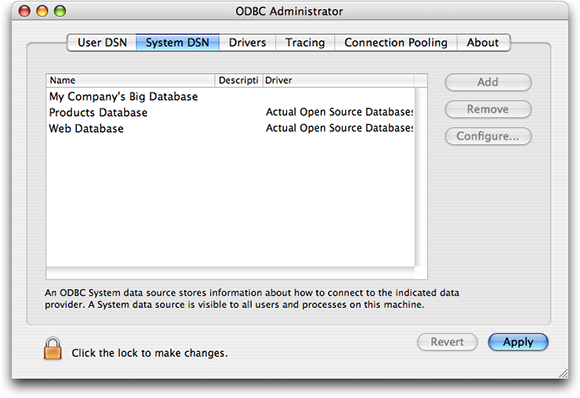 ODBC Administrator
User DSN System DSN Drivers Tracing Connection Pooling About
Name Descripti Driver
My Company's Big Database
Products Database Actual Open Source Databases
Web Database Actual Open Source Databases
Add
Remove
Configure...
An ODBC System data source stores information about how to connect to the indicated data
provider. A System data source is visible to all users and processes on this machine.
Click the lock to make changes.
Revert Apply